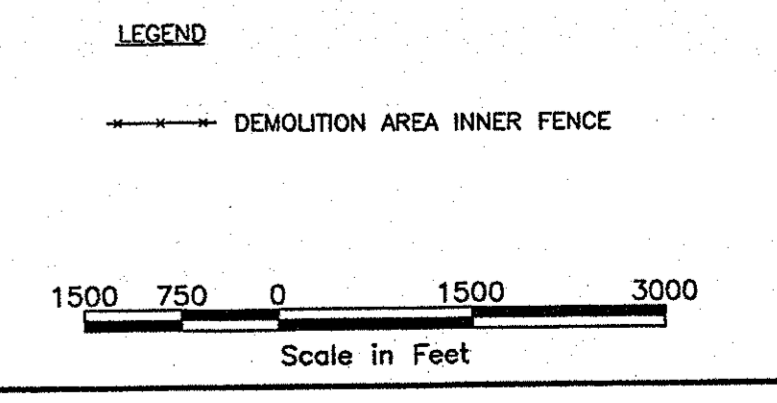 LEGEND
DEMOLITION AREA INNER FENCE
1500 750 0 1500 3000
Scale in Feet